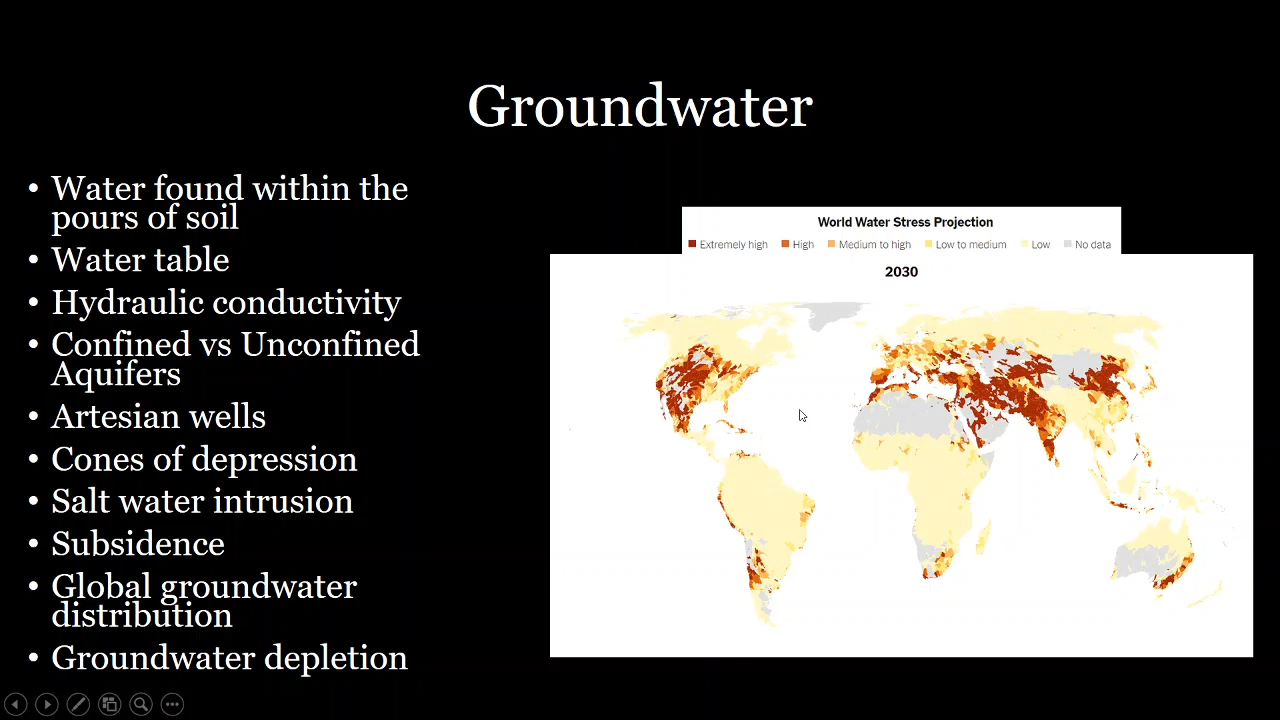 Groundwater
• Water found within the
pours of soil
• Water table
• Hydraulic conductivity
• Confined vs Unconfined
Aquifers
• Artesian wells
• Cones of depression
• Salt water intrusion
• Subsidence
• Global groundwater
distribution
• Groundwater depletion
World Water Stress Projection
Extremely high High Medium to high Low to medium Low No data
2030